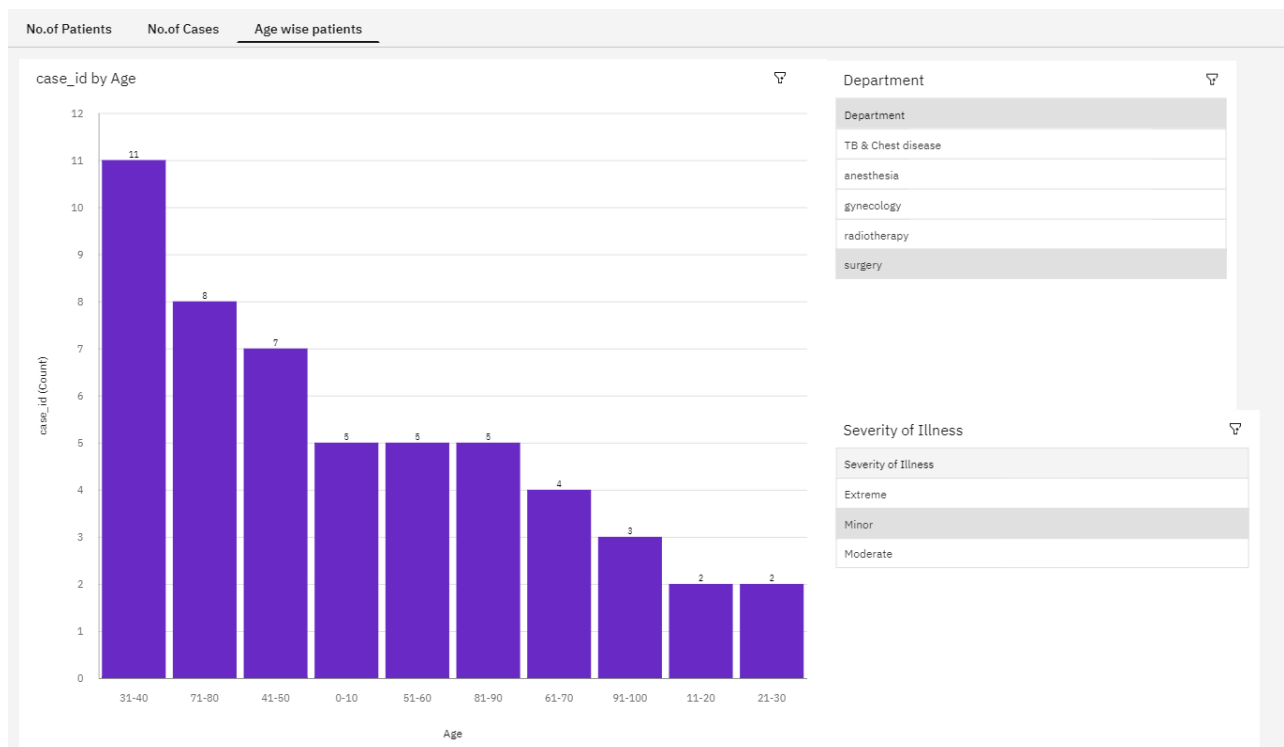 No.of Patients No.of Cases Age wise patients
case_id by Age
12
11
10
9
8
7
6
5
4
3
2
1
0
case_id (Count)
11
8
7
5
5
5
4
3
2
2
31-40 71-80 41-50 0-10 51-60 81-90 61-70 91-100 11-20 21-30
Age
Department
Department
TB & Chest disease
anesthesia
gynecology
radiotherapy
surgery
Severity of Illness
Severity of Illness
Extreme
Minor
Moderate